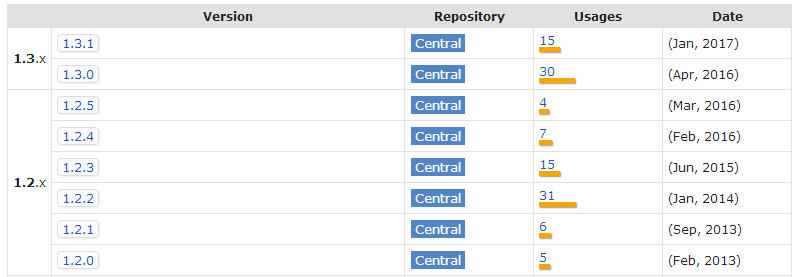 Version Repository Usages Date
1.3.x
1.3.1 Central 15 (Jan, 2017)
1.3.0 Central 30 (Apr, 2016)
1.2.x
1.2.5 Central 4 (Mar, 2016)
1.2.4 Central 7 (Feb, 2016)
1.2.3 Central 15 (Jun, 2015)
1.2.2 Central 31 (Jan, 2014)
1.2.1 Central 6 (Sep, 2013)
1.2.0 Central 5 (Feb, 2013)